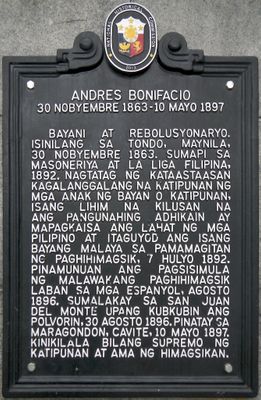 NATIONAL HISTORICAL COMMISSION
2013
ANDRES BONIFACIO
30 NOBYEMBRE 1863-10 MAYO 1897
BAYANI AT REBOLUSYONARYO.
ISINILANG SA TONDO, MAYNILA,
30 NOBYEMBRE 1863. SUMAPI SA
MASONERIYA AT LA LIGA FILIPINA,
1892. NAGTATAG NG KATAASTAASAN
KAGALANGGALANG NA KATIPUNAN NG
MGA ANAK NG BAYAN O KATIPUNAN,
ISANG LIHIM NA KILUSAN NA
ANG PANGUNAHING ADHIKAIN AY
MAPAGKAISA ANG LAHAT NG MGA
PILIPINO AT ITAGUYOD ANG ISANG
BAYANG MALAYA SA PAMAMAGITAN
NG PAGHIHIMAGSIK, 7 HULYO 1892.
PINAMUNUAN ANG PAGSISIMULA
NG MALAWAKANG PAGHIHIMAGSIK
LABAN SA MGA ESPANYOL, AGOSTO
1896. SUMALAKAY SA SAN JUAN
DEL MONTE UPANG KUBKUBIN ANG
POLVORIN, 30 AGOSTO 1896. PINATAY SA
MARAGONDON, CAVITE, 10 MAYO 1897.
KINIKILALA BILANG SUPREMO NG
KATIPUNAN AT AMA NG HIMAGSIKAN.